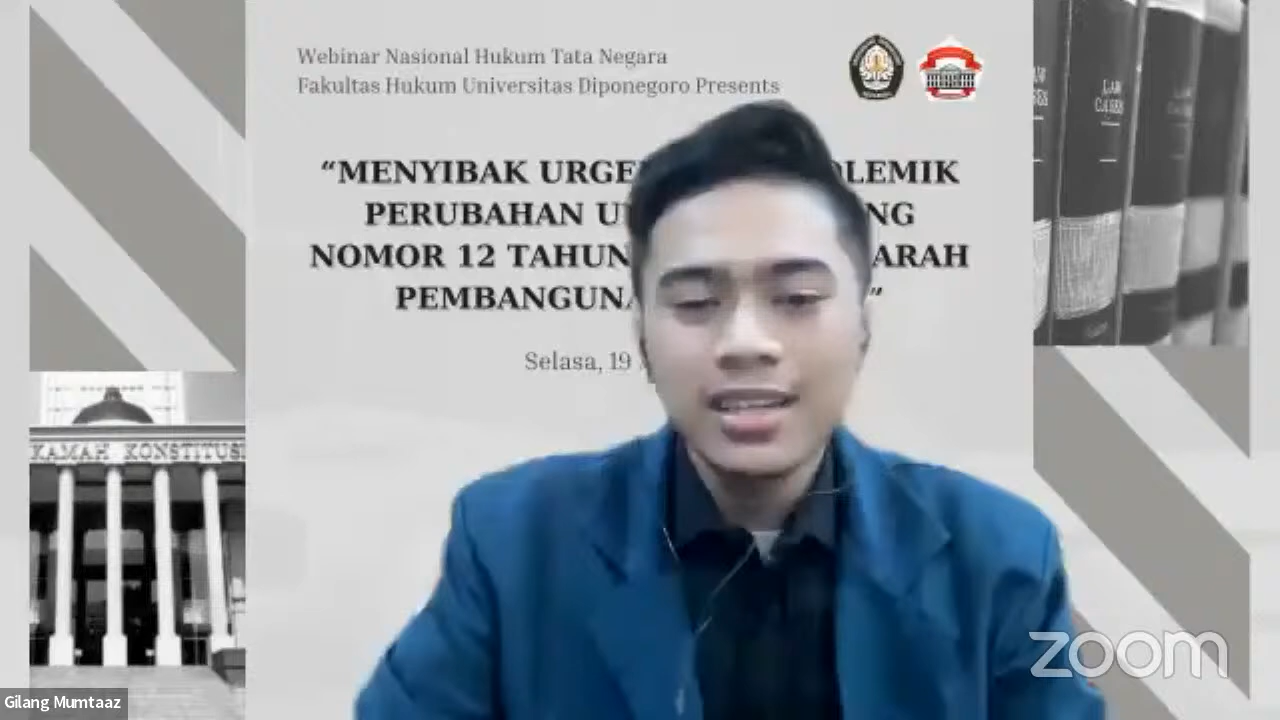 Webinar Nasional Hukum Tata Negara
Fakultas Hukum Universitas Diponegoro Presents
“MENYIBAK URGE OLEMIK
PERUBAHAN U NG
NOMOR 12 TAHUN ARAH
PEMBANGUNA ”
Selasa, 19
LAW
CAUSES
KAMAH KONSTITUSI
zoom
Gilang Mumtaaz